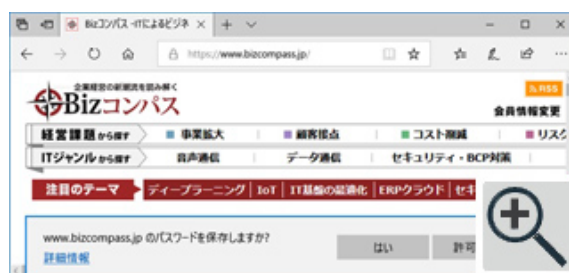 Bizコンパス -ITによるビジネ
https://www.bizcompass.jp/
企業経営の新潮流を読み解く
Bizコンパス
RSS
会員情報変更
経営課題から探す 事業拡大 顧客接点 コスト削減 リスク
ITジャンルから探す 音声通信 データ通信 セキュリティ・BCP対策
注目のテーマ ディープラーニング IoT IT基盤の最適化 ERPクラウド セキ
www.bizcompass.jp のパスワードを保存しますか?
はい 許可
詳細情報